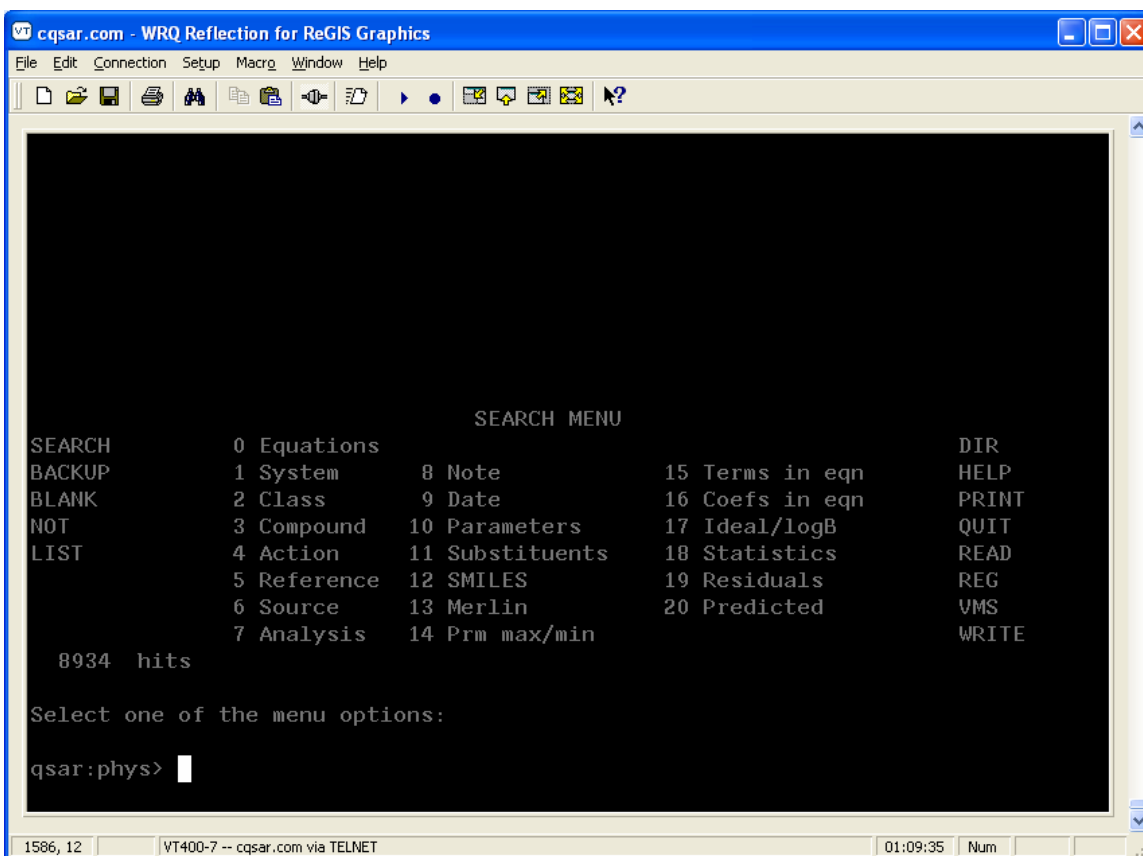 VT cqsar.com - WRQ Reflection for ReGIS Graphics
File Edit Connection Setup Macro Window Help
SEARCH MENU
SEARCH 0 Equations DIR
BACKUP 1 System 8 Note 15 Terms in eqn HELP
BLANK 2 Class 9 Date 16 Coefs in eqn PRINT
NOT 3 Compound 10 Parameters 17 Ideal/logB QUIT
LIST 4 Action 11 Substituents 18 Statistics READ
5 Reference 12 SMILES 19 Residuals REG
6 Source 13 Merlin 20 Predicted VMS
7 Analysis 14 Prm max/min WRITE
8934 hits
Select one of the menu options:
qsar:phys>
1586, 12 VT400-7 -- cqsar.com via TELNET 01:09:35 Num